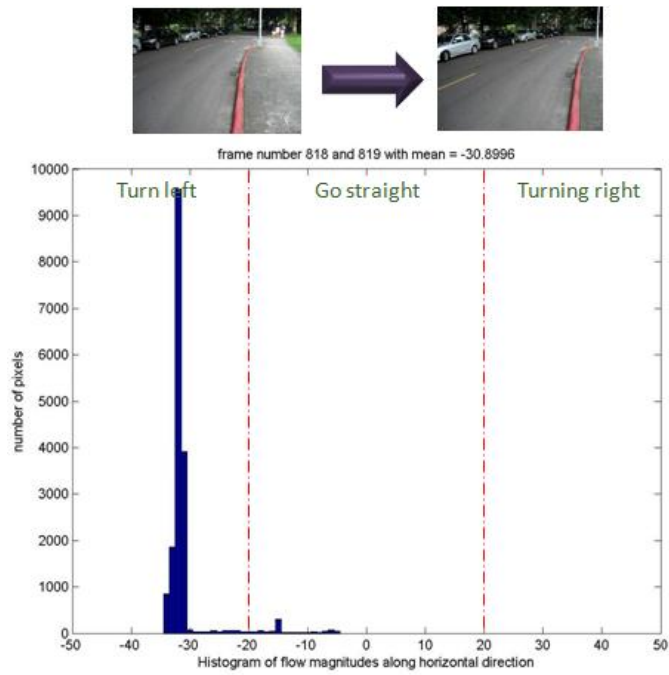 frame number 818 and 819 with mean = -30.8996
Turn left Go straight Turning right
10000
9000
8000
7000
6000
5000
4000
3000
2000
1000
0
number of pixels
-50 -40 -30 -20 -10 0 10 20 30 40 50
Histogram of flow magnitudes along horizontal direction